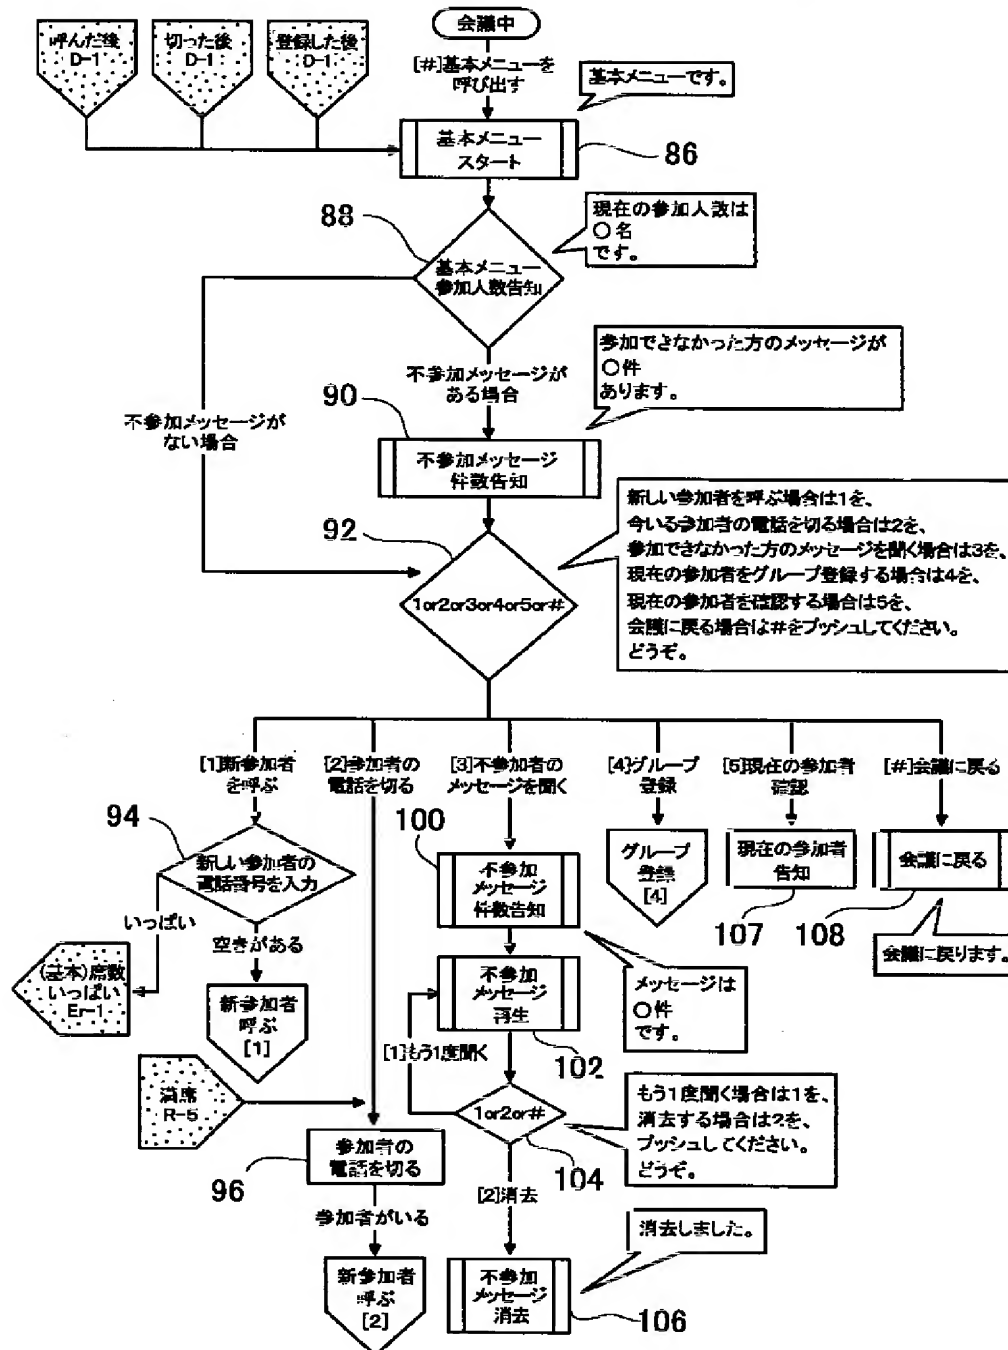 呼んだ後
D-1
切った後
D-1
登録した後
D-1
会議中
[#]基本メニューを
呼び出す
基本メニューです。
基本メニュー
スタート
86
88
現在の参加人数は
〇名
です。
基本メニュー
参加人数告知
参加できなかった方のメッセージが
〇件
あります。
不参加メッセージが
ある場合
90
不参加メッセージが
ない場合
不参加メッセージ
件数告知
92
新しい参加者を呼ぶ場合は1を、
今いる参加者の電話を切る場合は2を、
参加できなかった方のメッセージを聞く場合は3を、
現在の参加者をグループ登録する場合は4を、
現在の参加者を確認する場合は5を、
会議に戻る場合は#をプッシュしてください。
どうぞ。
1or2or3or4or5or#
[1]新参加者
を呼ぶ
[2]参加者の
電話を切る
[3]不参加者の
メッセージを聞く
[4]グループ
登録
[5]現在の参加者
確認
[#]会議に戻る
94
新しい参加者の
電話番号を入力
100
不参加
メッセージ
件数告知
グループ
登録
[4]
現在の参加者
告知
107
会議に戻る
108
会議に戻ります。
いっぱい
空きがある
(基本)席数
いっぱい
Er-1
新参加者
呼ぶ
[1]
不参加
メッセージ
再生
メッセージは
〇件
です。
[1]もう1度聞く
102
満席
R-5
1or2or#
もう1度聞く場合は1を、
消去する場合は2を、
プッシュしてください。
どうぞ。
104
参加者の
電話を切る
96
[2]消去
参加者がいる
消去しました。
新参加者
呼ぶ
[2]
不参加
メッセージ
消去
106